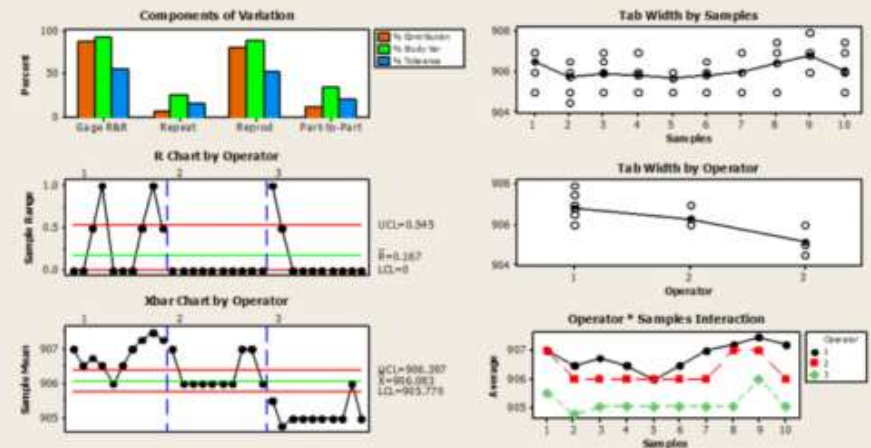 Components of Variation
100
50
0
Percent
Gage R&R
Repeat
Reprod
Part-to-Part
% Contribution
% Study Var
% Tolerance
R Chart by Operator
1
2
3
1.0
0.5
0.0
Sample Range
UCL=0.545
R=0.167
LCL=0
Xbar Chart by Operator
1
2
3
907
906
905
Sample Mean
UCL=906.397
X=906.083
LCL=905.770
Tab Width by Samples
908
906
904
1 2 3 4 5 6 7 8 9 10
Samples
Tab Width by Operator
908
906
904
1 2 3
Operator
Operator * Samples Interaction
907
906
905
Average
1 2 3 4 5 6 7 8 9 10
Samples
Operator
1
2
3